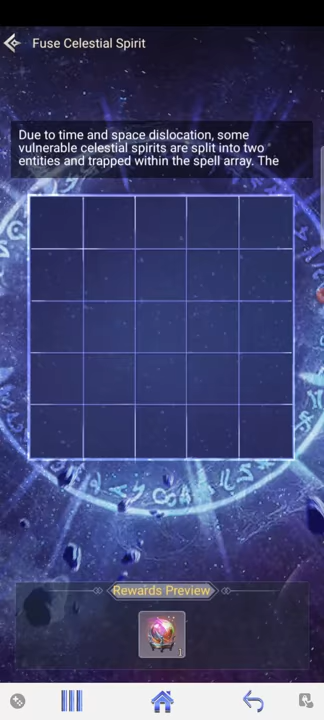 Fuse Celestial Spirit
Due to time and space dislocation, some
vulnerable celestial spirits are split into two
entities and trapped within the spell array. The
Rewards Preview
1